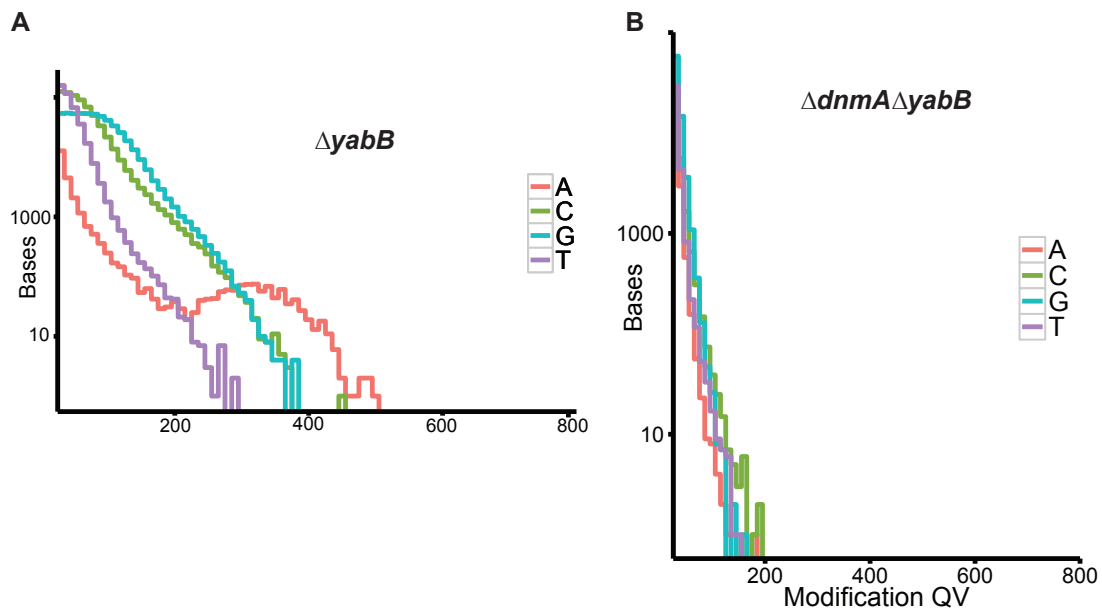 A
ΔyabB
A
C
G
T
Bases
1000
10
200
400
600
800
B
ΔdnmAΔyabB
A
C
G
T
Bases
1000
10
200
400
600
800
Modification QV